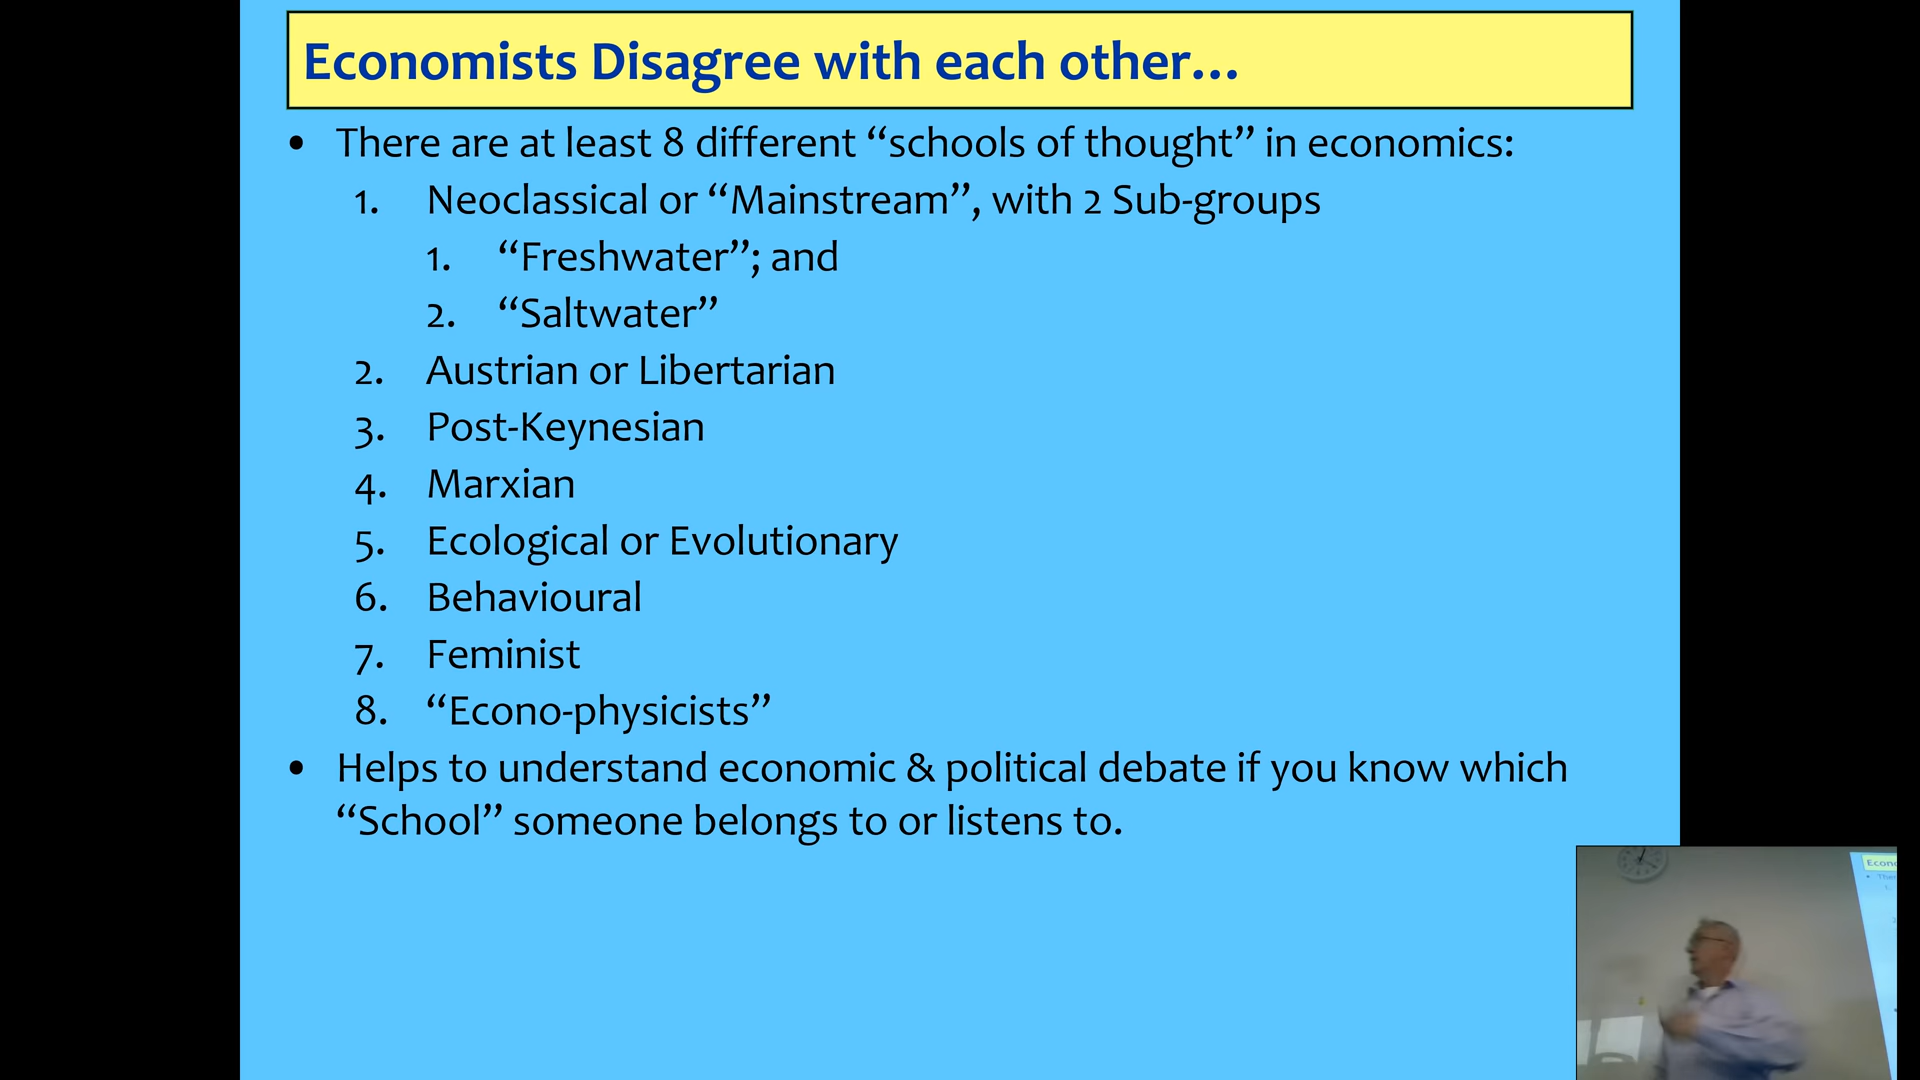 Economists Disagree with each other...
• There are at least 8 different “schools of thought” in economics:
1. Neoclassical or “Mainstream”, with 2 Sub-groups
1. “Freshwater”; and
2. “Saltwater”
2. Austrian or Libertarian
3. Post-Keynesian
4. Marxian
5. Ecological or Evolutionary
6. Behavioural
7. Feminist
8. “Econo-physicists”
• Helps to understand economic & political debate if you know which
“School” someone belongs to or listens to.
Econ